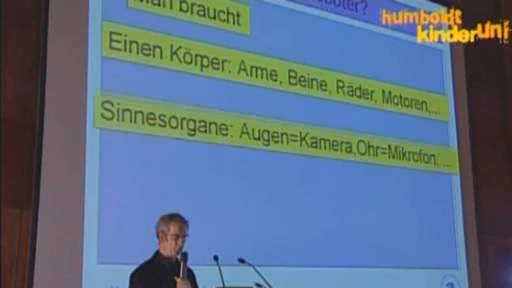 humboldt
kinderuni
Man braucht
Einen Körper: Arme, Beine, Räder, Motoren,...
Sinnesorgane: Augen=Kamera,Ohr=Mikrofon, ...